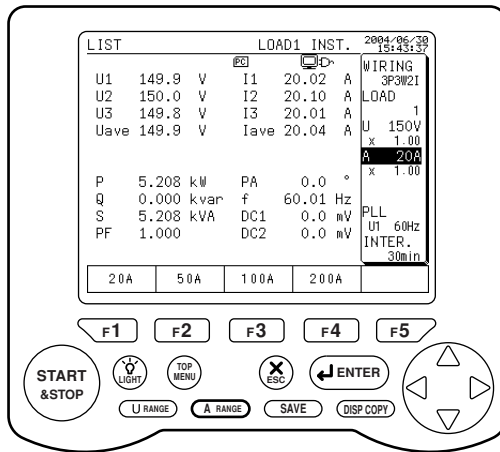 LIST LOAD1 INST. 2004/06/30
15:43:37
PC
U1 149.9 V I1 20.02 A
U2 150.0 V I2 20.10 A
U3 149.8 V I3 20.01 A
Uave 149.9 V Iave 20.04 A
P 5.208 kW PA 0.0 °
Q 0.000 kvar f 60.01 Hz
S 5.208 kVA DC1 0.0 mV
PF 1.000 DC2 0.0 mV
WIRING
3P3W2I
LOAD
1
U 150V
x 1.00
A 20A
x 1.00
PLL
U1 60Hz
INTER.
30min
20A 50A 100A 200A
F1 F2 F3 F4 F5
START
&STOP
LIGHT
TOP
MENU
ESC
ENTER
U RANGE A RANGE SAVE DISP COPY